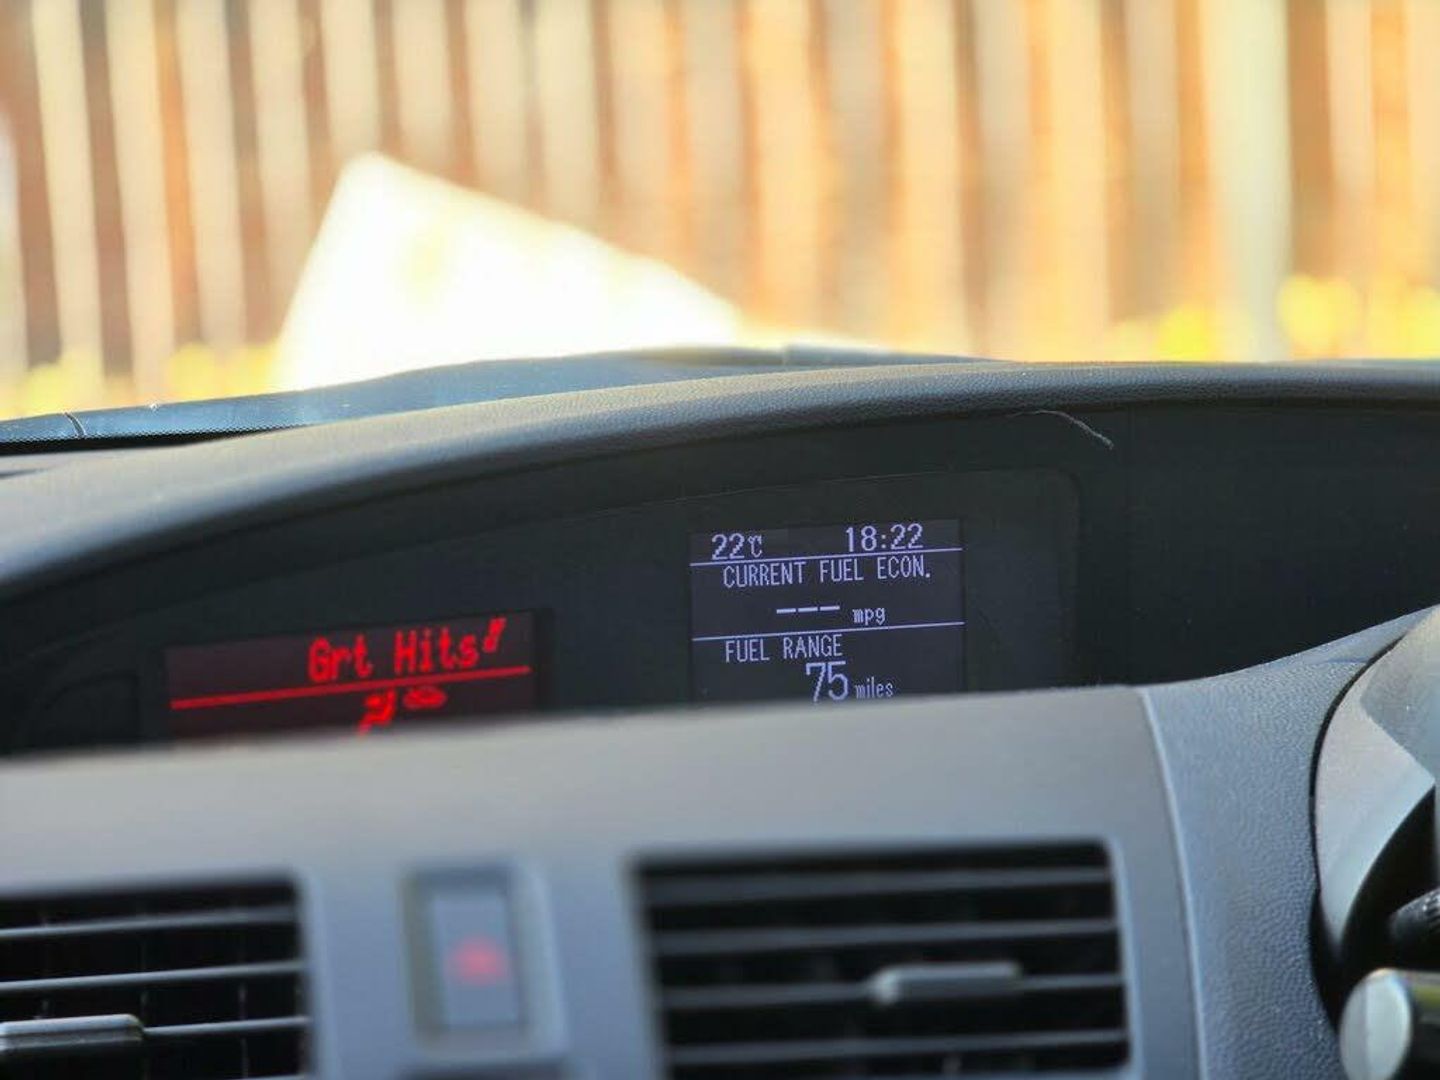 Grt Hits
22°C 18:22
CURRENT FUEL ECON.
--- mpg
FUEL RANGE
75 miles